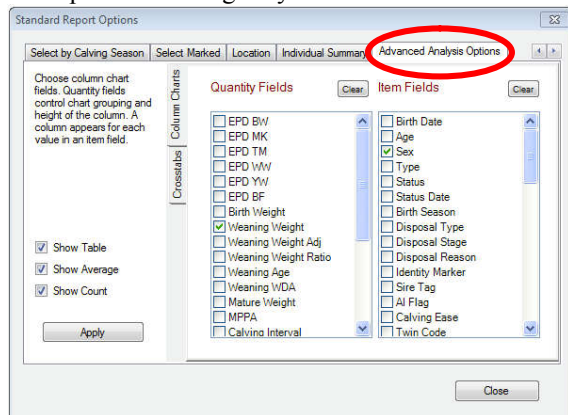 Standard Report Options
Select by Calving Season Select Marked Location Individual Summary Advanced Analysis Options
Choose column chart
fields. Quantity fields
control chart grouping and
height of the column. A
column appears for each
value in an item field.
Show Table
Show Average
Show Count
Apply
Column Charts
Crosstabs
Quantity Fields
Clear
EPD BW
EPD MK
EPD TM
EPD WW
EPD YW
EPD BF
Birth Weight
Weaning Weight
Weaning Weight Adj
Weaning Weight Ratio
Weaning Age
Weaning WDA
Mature Weight
MPPA
Calving Interval
Item Fields
Clear
Birth Date
Age
Sex
Type
Status
Status Date
Birth Season
Disposal Type
Disposal Stage
Disposal Reason
Identity Marker
Sire Tag
AI Flag
Calving Ease
Twin Code
Close